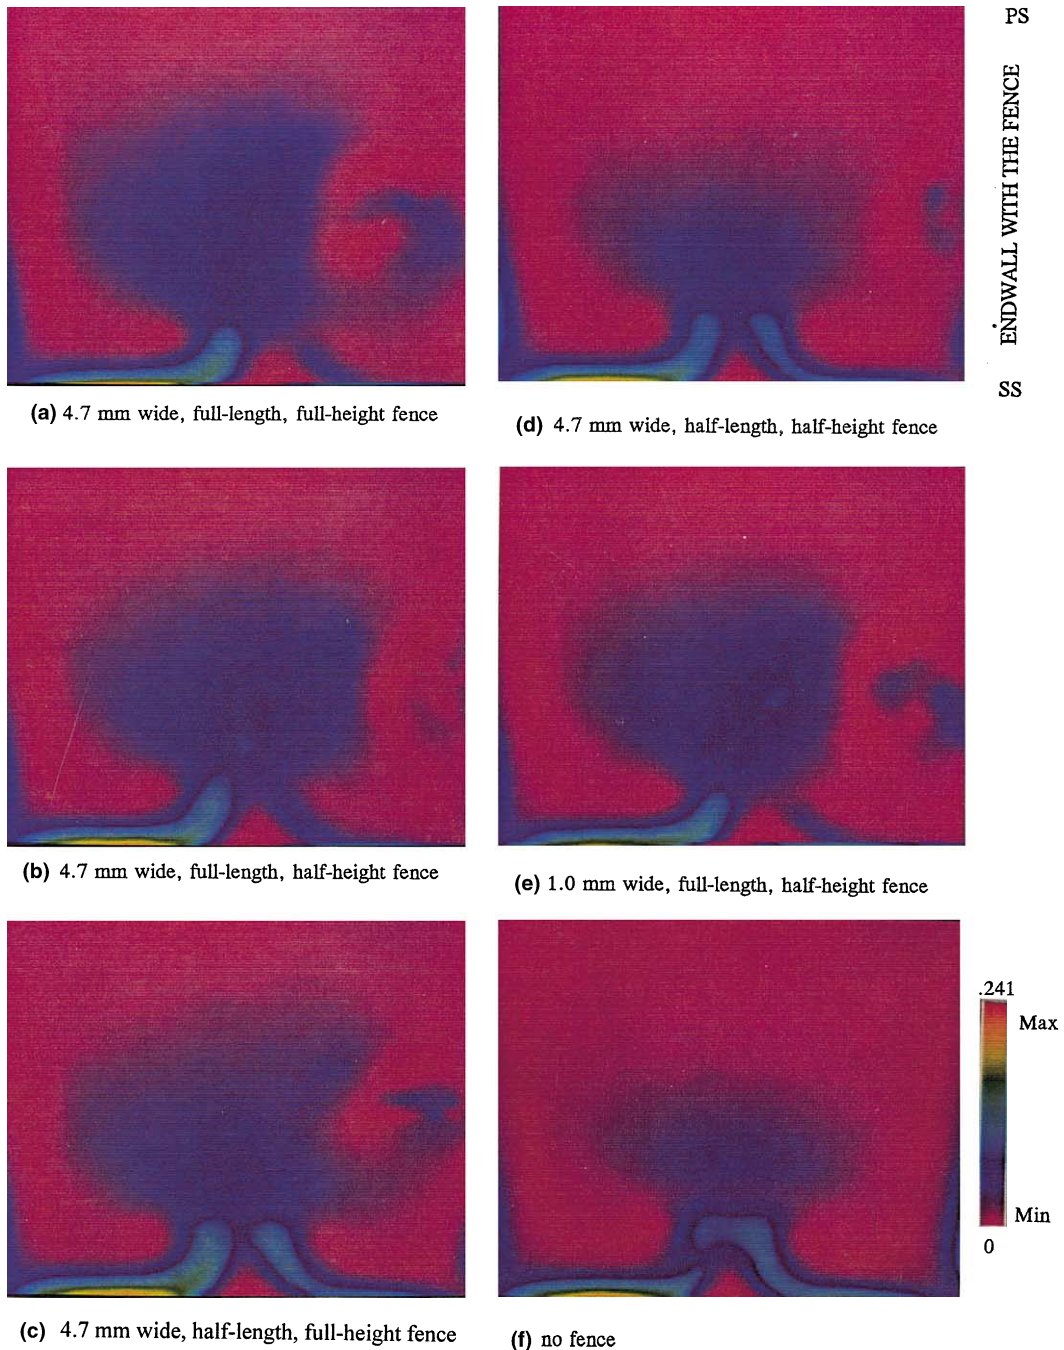 PS
ENDWALL WITH THE FENCE
SS
(a) 4.7 mm wide, full-length, full-height fence
(d) 4.7 mm wide, half-length, half-height fence
(b) 4.7 mm wide, full-length, half-height fence
(e) 1.0 mm wide, full-length, half-height fence
.241
Max
Min
0
(c) 4.7 mm wide, half-length, full-height fence
(f) no fence